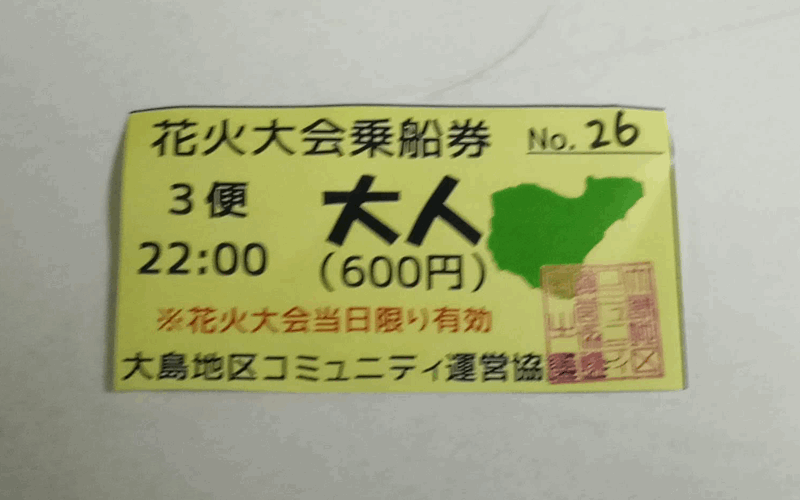 花火大会乗船券 No. 26
3便 大人
22:00 (600円)
※花火大会当日限り有効
大島地区コミュニティ運営協議会